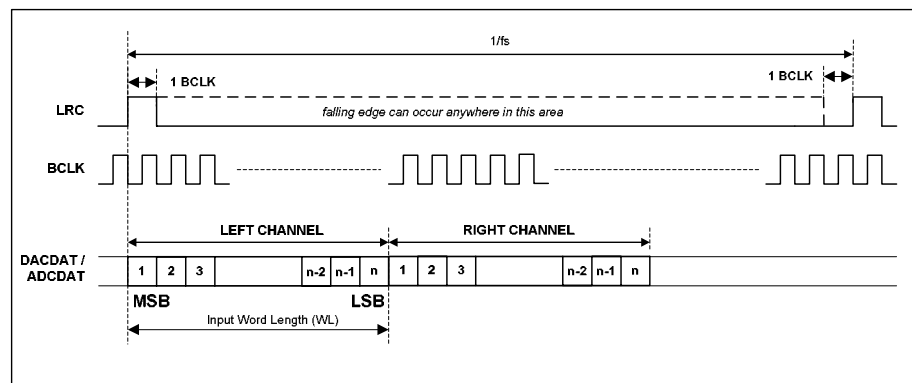 1/fs
1 BCLK
1 BCLK
LRC
falling edge can occur anywhere in this area
BCLK
LEFT CHANNEL
RIGHT CHANNEL
DACDAT /
ADCDAT
1 2 3 n-2 n-1 n 1 2 3 n-2 n-1 n
MSB LSB
Input Word Length (WL)